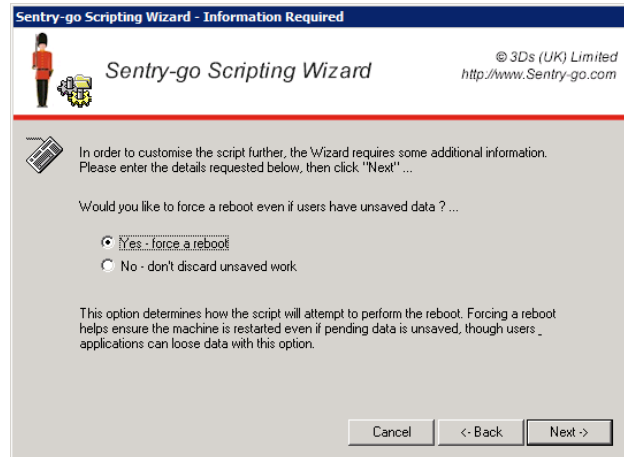 Sentry-go Scripting Wizard - Information Required
Sentry-go Scripting Wizard
© 3Ds (UK) Limited
http://www.Sentry-go.com
In order to customise the script further, the Wizard requires some additional information.
Please enter the details requested below, then click "Next" ...
Would you like to force a reboot even if users have unsaved data ? ...
Yes - force a reboot
No - don't discard unsaved work
This option determines how the script will attempt to perform the reboot. Forcing a reboot
helps ensure the machine is restarted even if pending data is unsaved, though users _
applications can loose data with this option.
Cancel
<- Back
Next ->